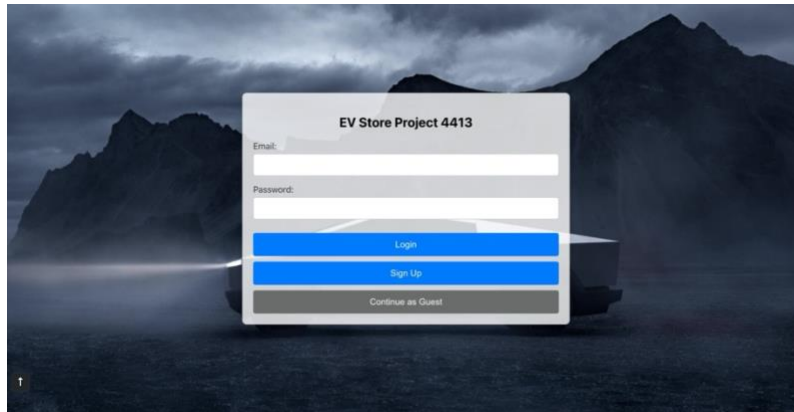 EV Store Project 4413
Email:
Password:
Login
Sign Up
Continue as Guest
↑